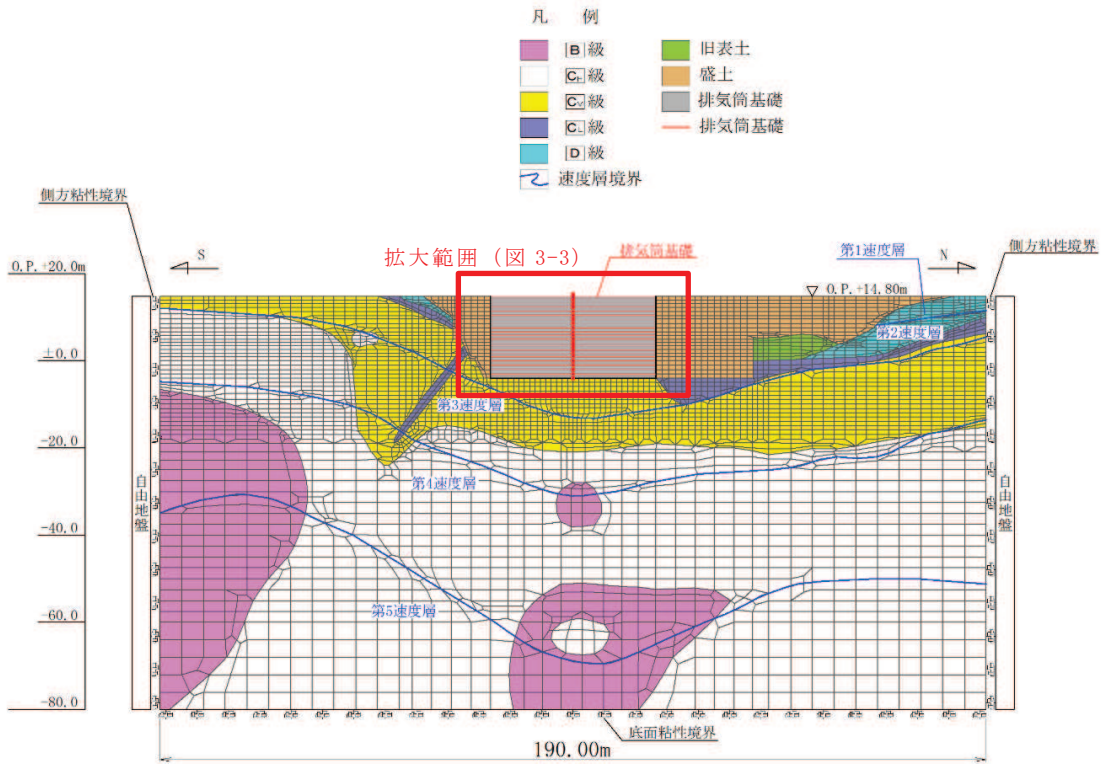 凡 例
B級
CH級
CM級
CL級
D級
速度層境界
旧表土
盛土
排気筒基礎
排気筒基礎
側方粘性境界
拡大範囲 (図 3-3)
排気筒基礎
第1速度層
側方粘性境界
S
N
O.P.+20.0m
O.P.+14.80m
第2速度層
±0.0
第3速度層
-20.0
第4速度層
自由地盤
自由地盤
-40.0
第5速度層
-60.0
-80.0
底面粘性境界
190.00m